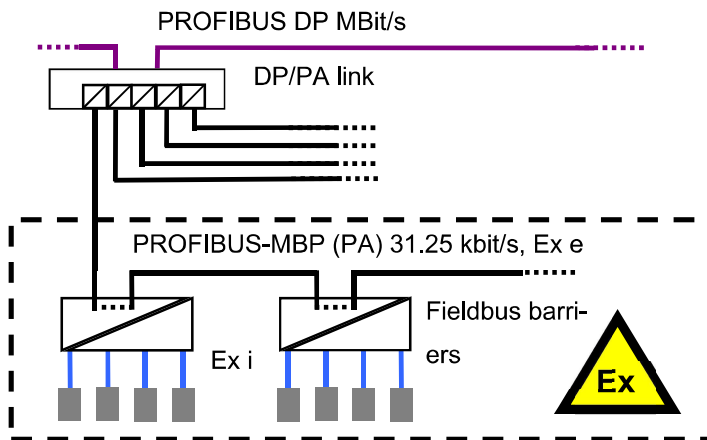 PROFIBUS DP MBit/s
DP/PA link
PROFIBUS-MBP (PA) 31.25 kbit/s, Ex e
Fieldbus barri-
ers
Ex i
Ex